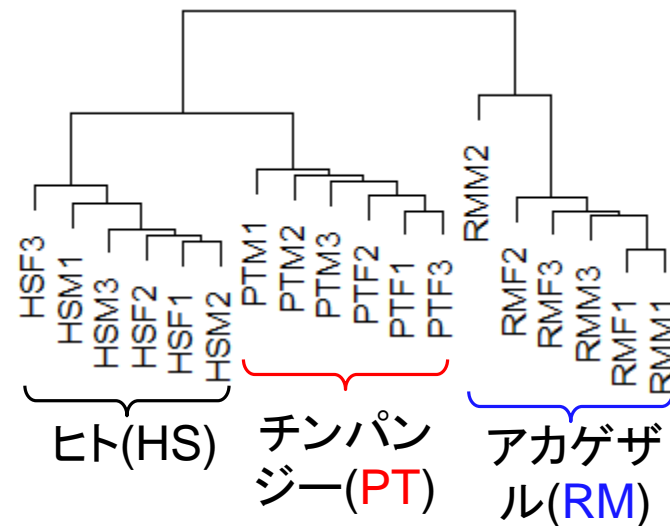 HSF3
HSM1
HSM3
HSF2
HSF1
HSM2
PTM1
PTM2
PTM3
PTF2
PTF1
PTF3
RMM2
RMF2
RMF3
RMM3
RMF1
RMM1
ヒト(HS)
チンパン
ジー(PT)
アカゲザ
ル(RM)